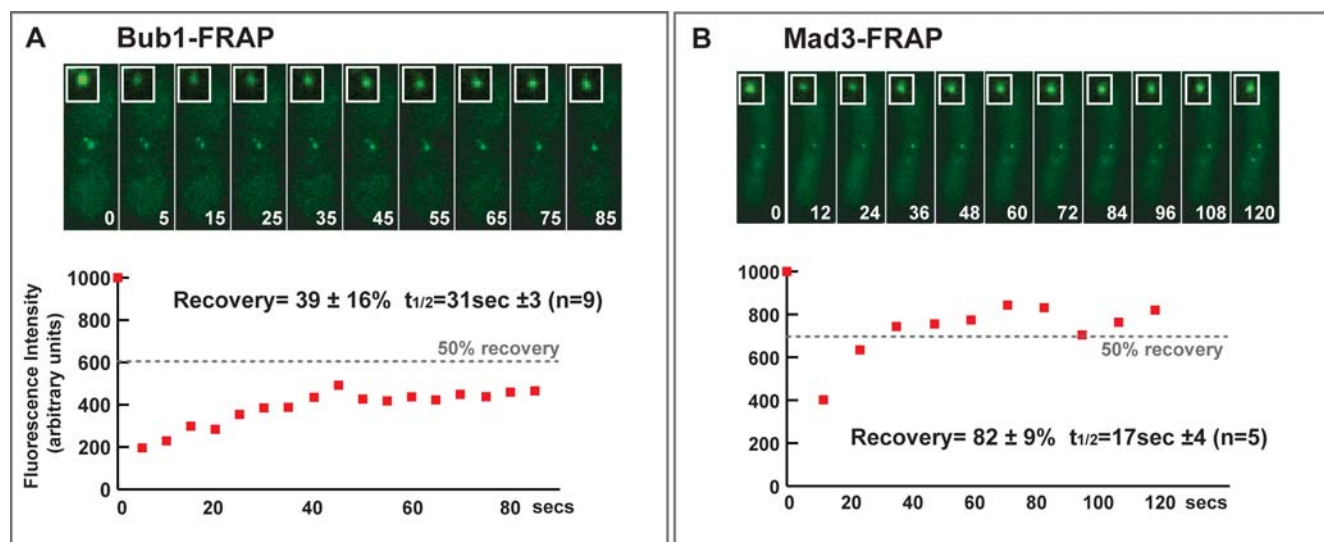 A Bub1-FRAP
0 5 15 25 35 45 55 65 75 85
Fluorescence Intensity
(arbitrary units)
1000
800
600
400
200
0
Recovery= 39 ± 16% t1/2=31sec ±3 (n=9)
50% recovery
0 20 40 60 80 secs
B Mad3-FRAP
0 12 24 36 48 60 72 84 96 108 120
1000
800
600
400
200
0
50% recovery
Recovery= 82 ± 9% t1/2=17sec ±4 (n=5)
0 20 40 60 80 100 120 secs